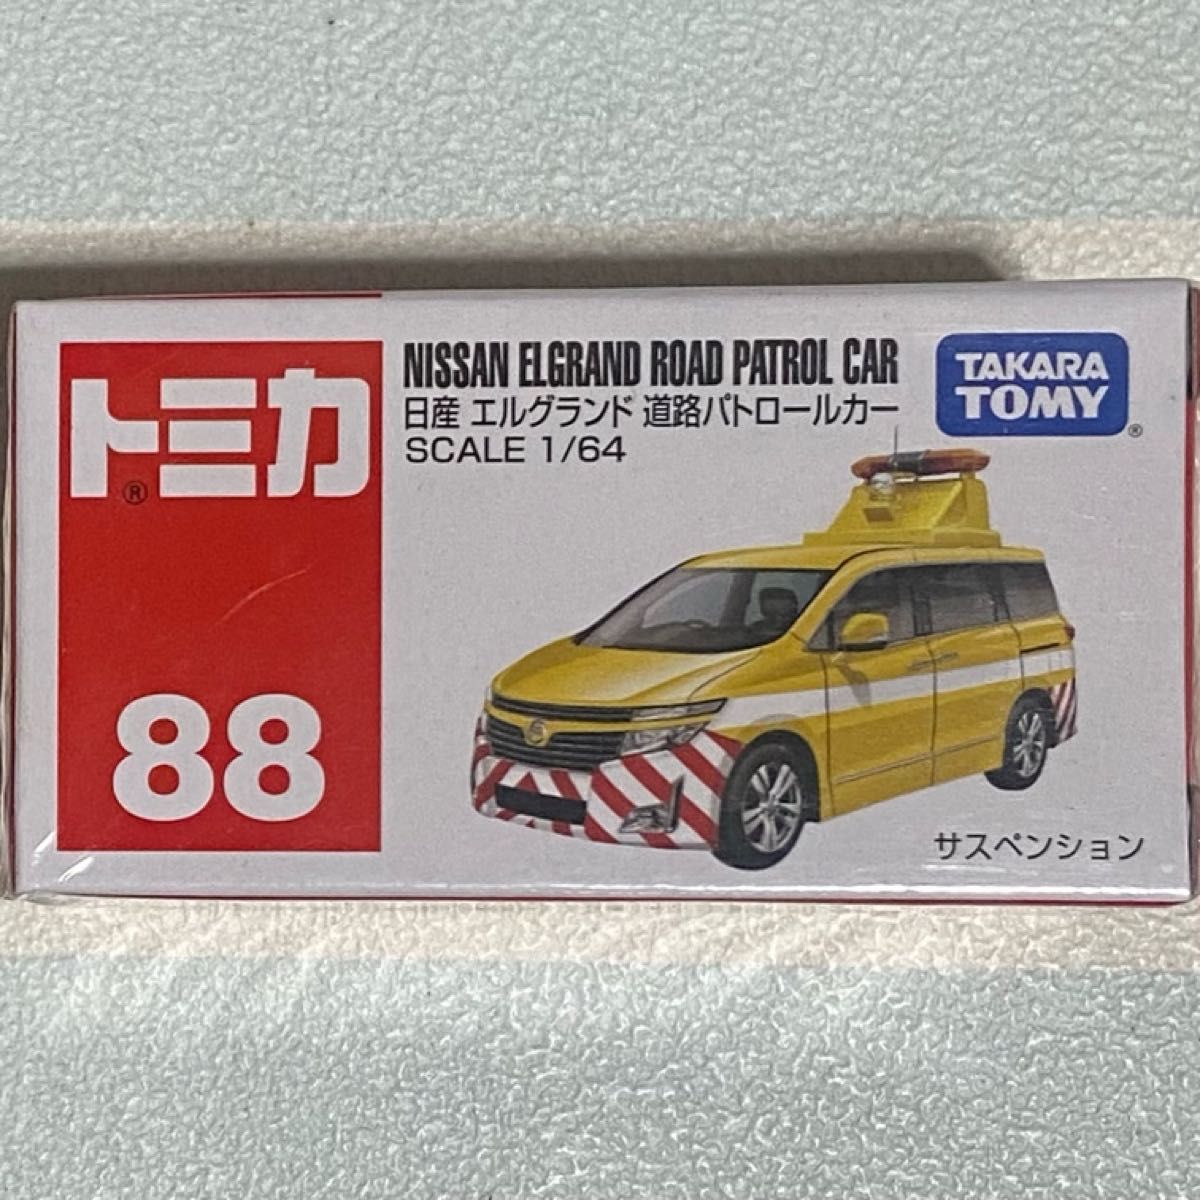 トミカ®
88
NISSAN ELGRAND ROAD PATROL CAR
日産 エルグランド 道路パトロールカー
SCALE 1/64
TAKARA
TOMY®
サスペンション